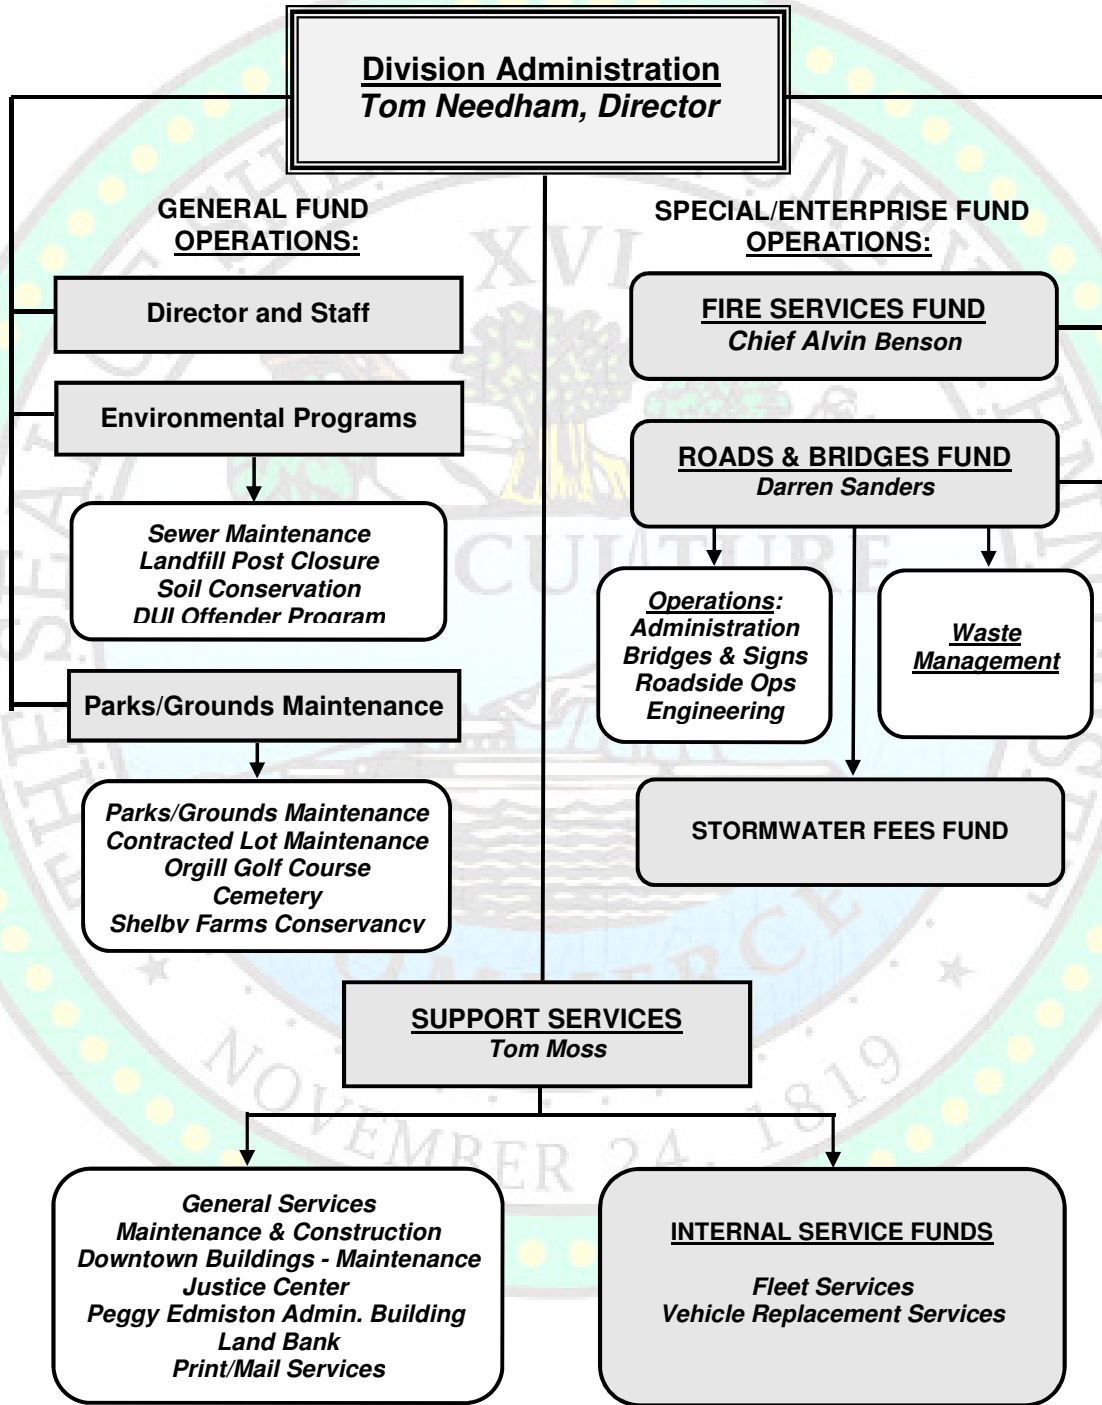 Division Administration
Tom Needham, Director
GENERAL FUND
OPERATIONS:
Director and Staff
Environmental Programs
Sewer Maintenance
Landfill Post Closure
Soil Conservation
DUI Offender Program
Parks/Grounds Maintenance
Parks/Grounds Maintenance
Contracted Lot Maintenance
Orgill Golf Course
Cemetery
Shelby Farms Conservancy
SPECIAL/ENTERPRISE FUND
OPERATIONS:
FIRE SERVICES FUND
Chief Alvin Benson
ROADS & BRIDGES FUND
Darren Sanders
Operations:
Administration
Bridges & Signs
Roadside Ops
Engineering
Waste
Management
STORMWATER FEES FUND
SUPPORT SERVICES
Tom Moss
General Services
Maintenance & Construction
Downtown Buildings - Maintenance
Justice Center
Peggy Edmiston Admin. Building
Land Bank
Print/Mail Services
INTERNAL SERVICE FUNDS
Fleet Services
Vehicle Replacement Services
XVI
NOVEMBER 24, 1819